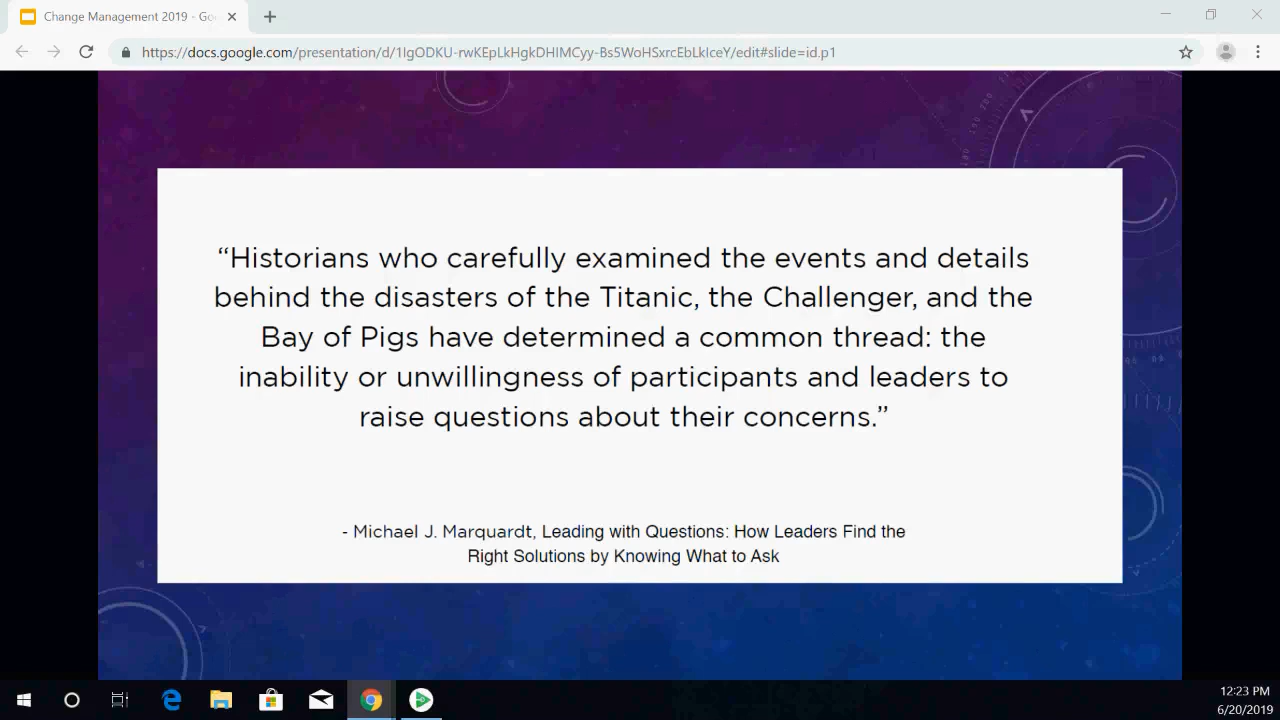 Change Management 2019 - Go
https://docs.google.com/presentation/d/1IgODKU-rwKEpLkHgkDHIMCyy-Bs5WoHSxrcEbLkIceY/edit#slide=id.p1
“Historians who carefully examined the events and details
behind the disasters of the Titanic, the Challenger, and the
Bay of Pigs have determined a common thread: the
inability or unwillingness of participants and leaders to
raise questions about their concerns.”
- Michael J. Marquardt, Leading with Questions: How Leaders Find the
Right Solutions by Knowing What to Ask
12:23 PM
6/20/2019